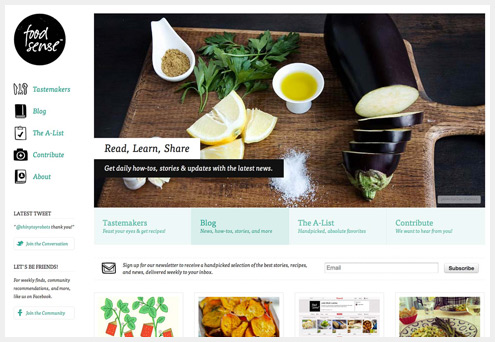 food
sense
Tastemakers
Blog
The A-List
Contribute
About
LATEST TWEET
thank you!"
Join the Conversation
LET'S BE FRIENDS!
For weekly finds, community
recommendations, and more,
like us on Facebook.
Join the Community
Read, Learn, Share
Get daily how-tos, stories & updates with the latest news.
Tastemakers
Feast your eyes & get recipes!
Blog
News, how-tos, stories, and more
The A-List
Handpicked, absolute favorites
Contribute
We want to hear from you!
Sign up for our newsletter to receive a handpicked selection of the best stories, recipes,
and news, delivered weekly to your inbox.
Email
Subscribe